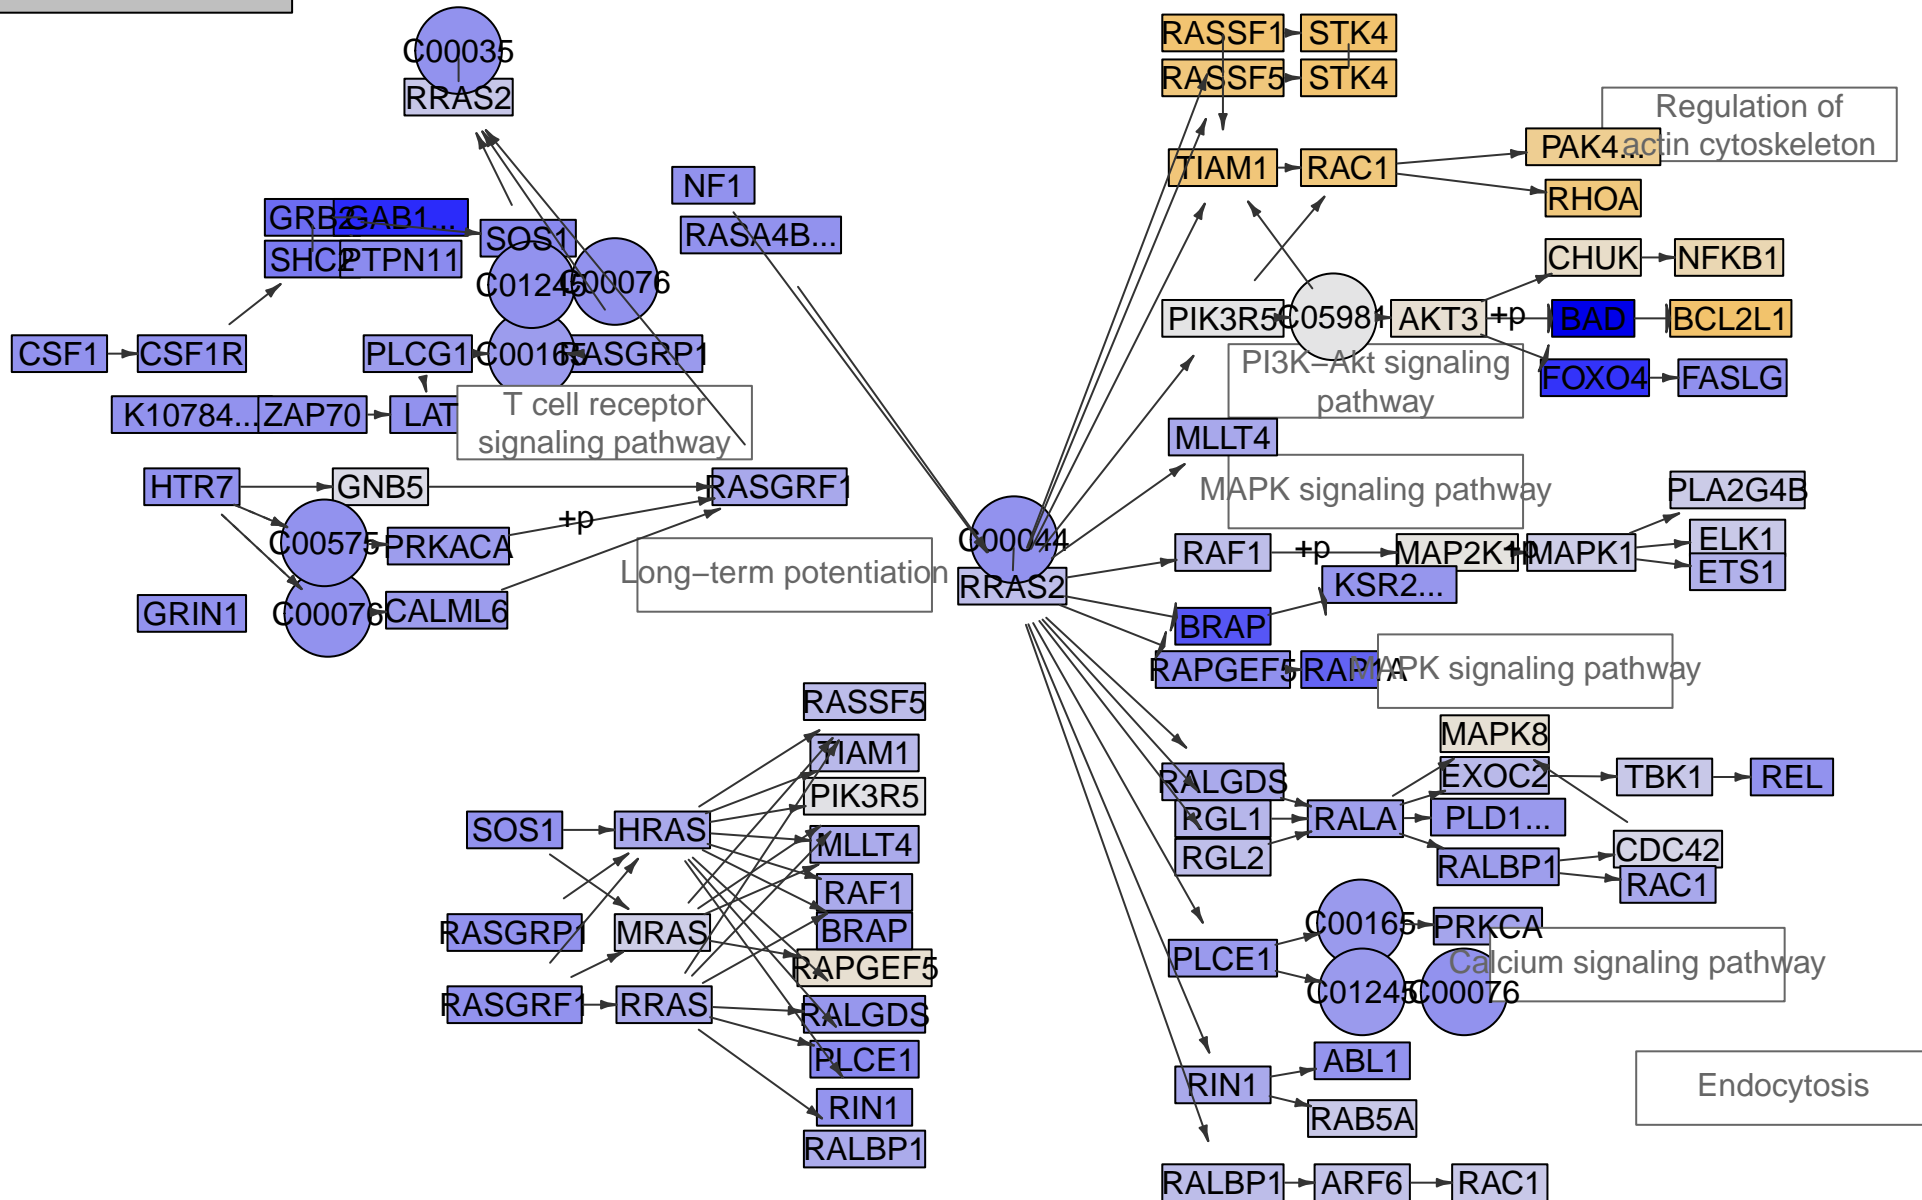 C00035
RRAS2
NF1
RASA4B...
GRB2
GAB1...
SOS1
SHC2
PTPN11
C01245
C00076
CSF1
CSF1R
PLCG1
C00165
RASGRP1
K10784...
ZAP70
LAT
T cell receptor
signaling pathway
HTR7
GNB5
RASGRF1
C00575
PRKACA
+p
GRIN1
C00076
CALML6
Long−term potentiation
C00044
RRAS2
RASSF1
STK4
RASSF5
STK4
Regulation of
actin cytoskeleton
PAK4...
TIAM1
RAC1
RHOA
CHUK
NFKB1
PIK3R5
C05981
AKT3
+p
BAD
BCL2L1
FOXO4
FASLG
PI3K−Akt signaling
pathway
MLLT4
MAPK signaling pathway
PLA2G4B
RAF1
+p
MAP2K1
+p
MAPK1
ELK1
ETS1
KSR2...
BRAP
RAPGEF5
RAP1A
MAPK signaling pathway
MAPK8
RALGDS
EXOC2
TBK1
REL
RGL1
RALA
PLD1...
RGL2
RALBP1
CDC42
RAC1
C00165
PRKCA
PLCE1
Calcium signaling pathway
C01245
C00076
RIN1
ABL1
RAB5A
Endocytosis
RALBP1
ARF6
RAC1
RASSF5
TIAM1
PIK3R5
SOS1
HRAS
MLLT4
RAF1
RASGRP1
MRAS
BRAP
RAPGEF5
RASGRF1
RRAS
RALGDS
PLCE1
RIN1
RALBP1